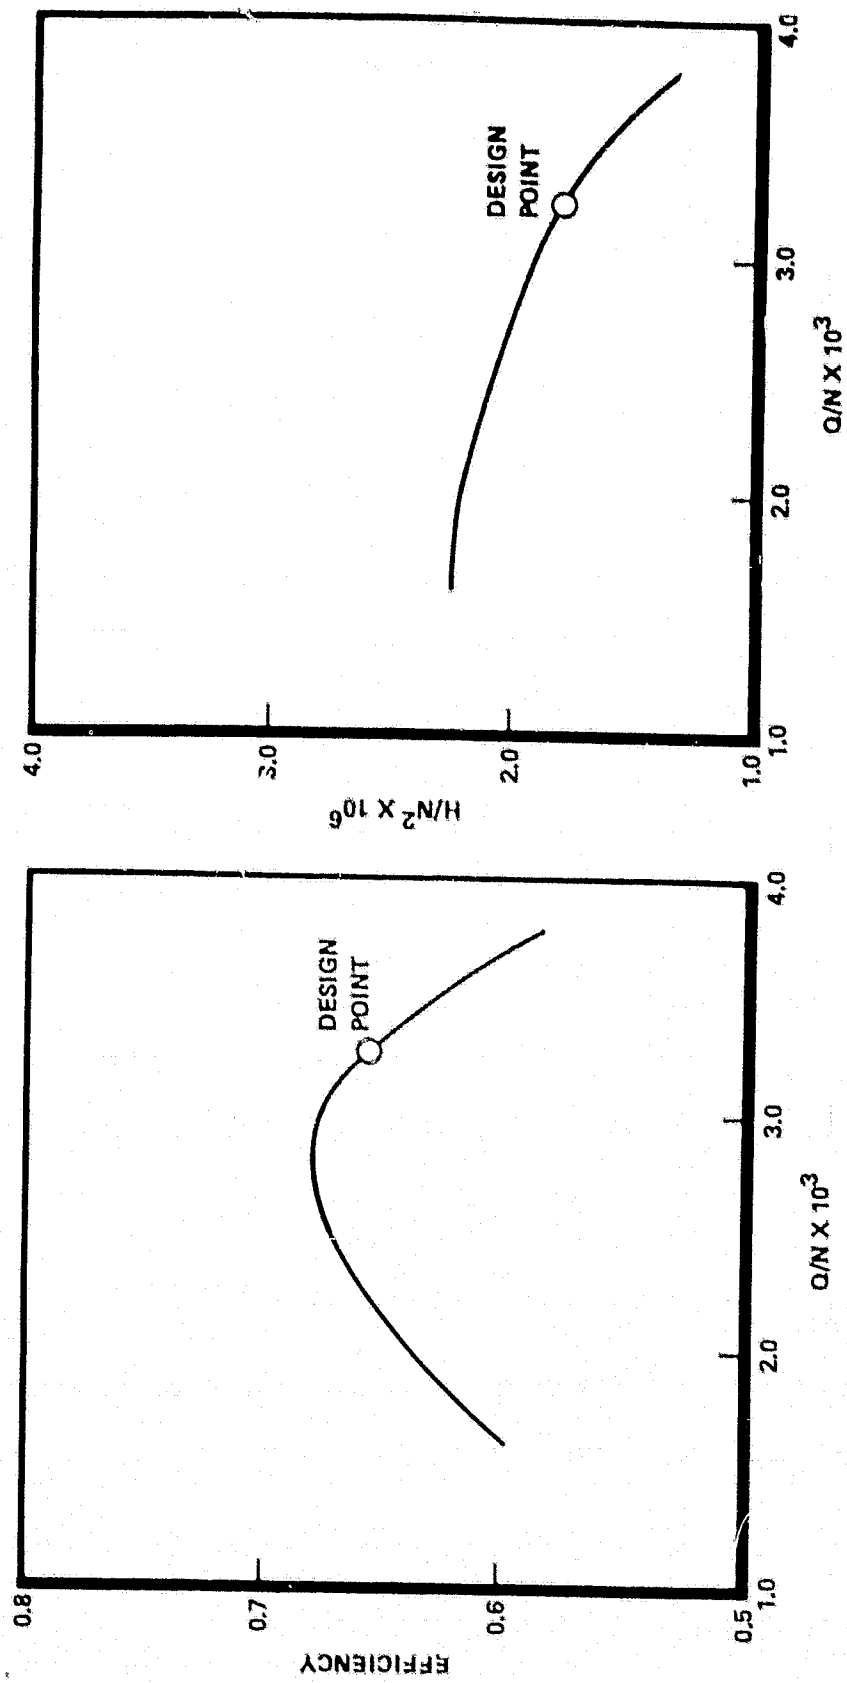 0.8
0.7
0.6
0.5
EFFICIENCY
DESIGN
POINT
1.0
2.0
3.0
4.0
Q/N X 10³
4.0
3.0
2.0
1.0
H/N² X 10⁶
DESIGN
POINT
1.0
2.0
3.0
4.0
Q/N X 10³